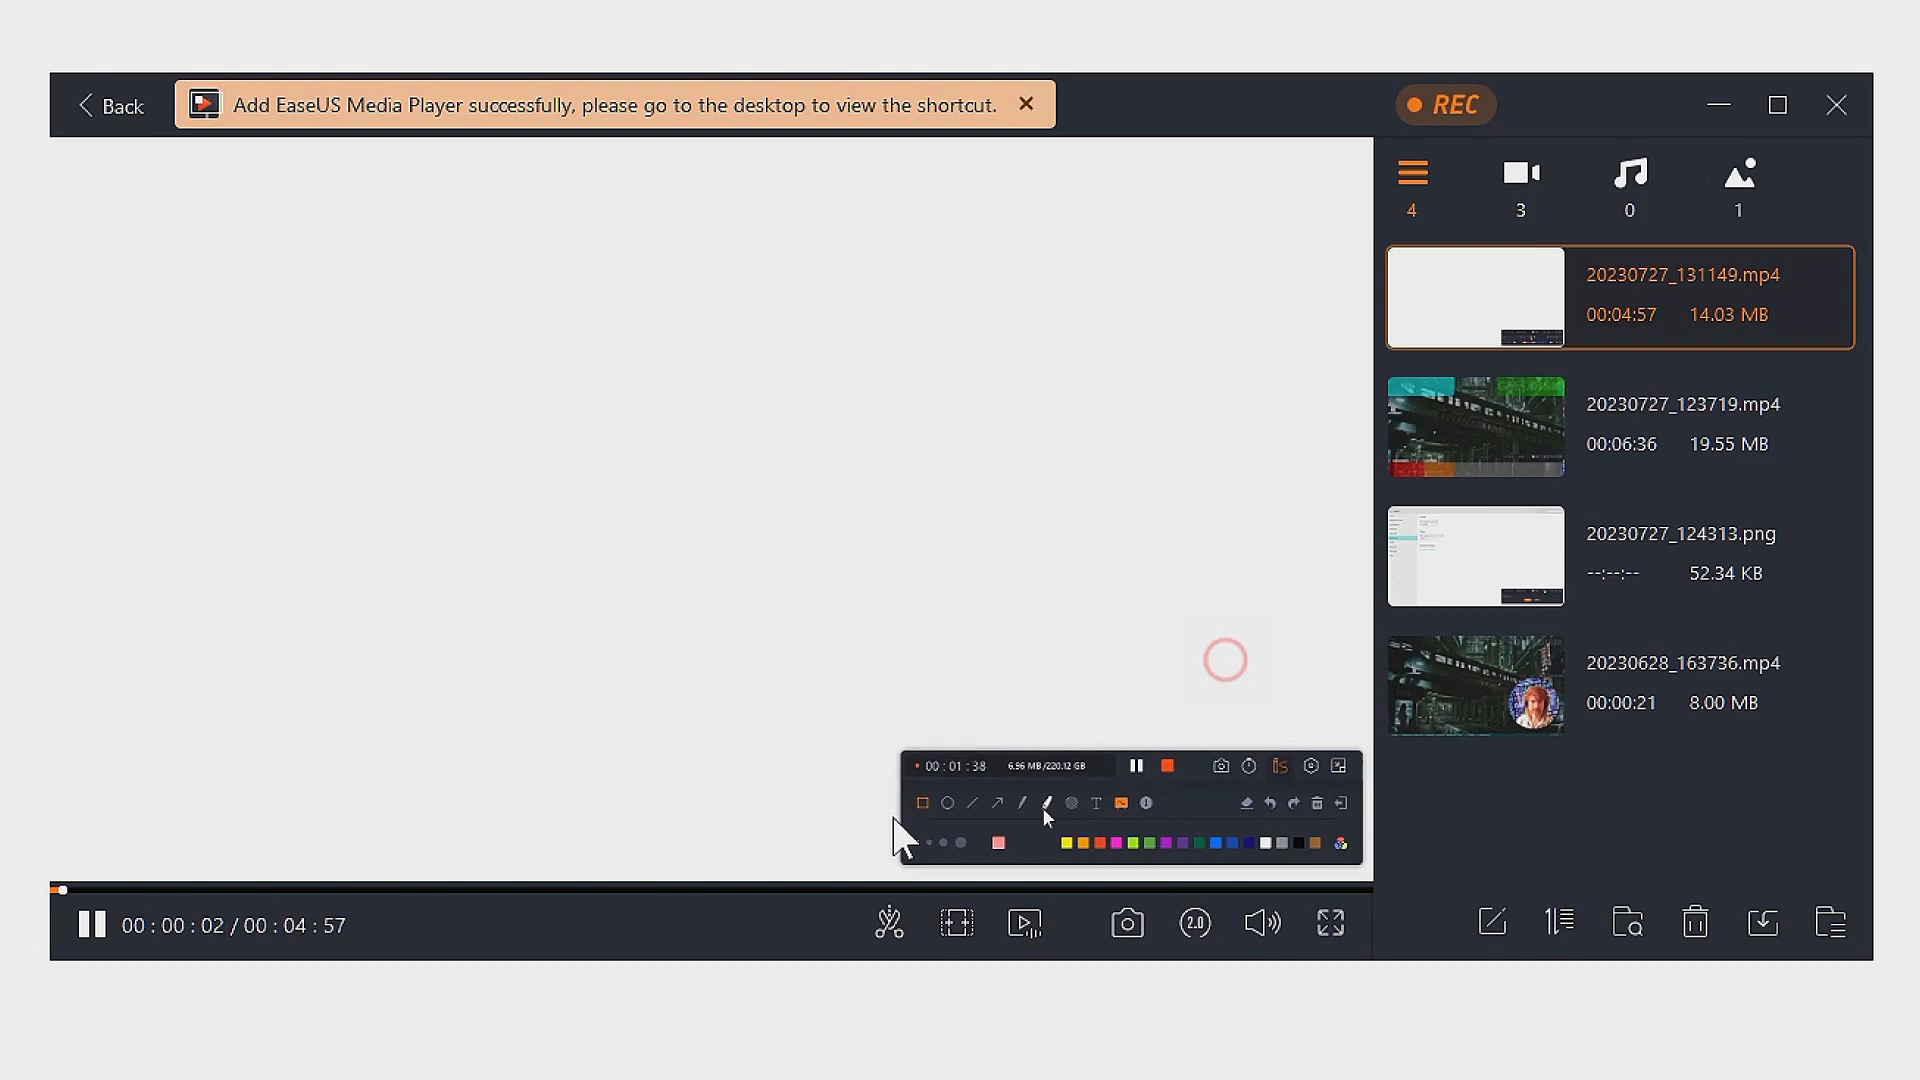 Back
Add EaseUS Media Player successfully, please go to the desktop to view the shortcut.
REC
4
3
0
1
20230727_131149.mp4
00:04:57 14.03 MB
20230727_123719.mp4
00:06:36 19.55 MB
20230727_124313.png
--:--:-- 52.34 KB
20230628_163736.mp4
00:00:21 8.00 MB
00 : 01 : 38 6.96 MB/220.12 GB
T
00 : 00 : 02 / 00 : 04 : 57
2.0